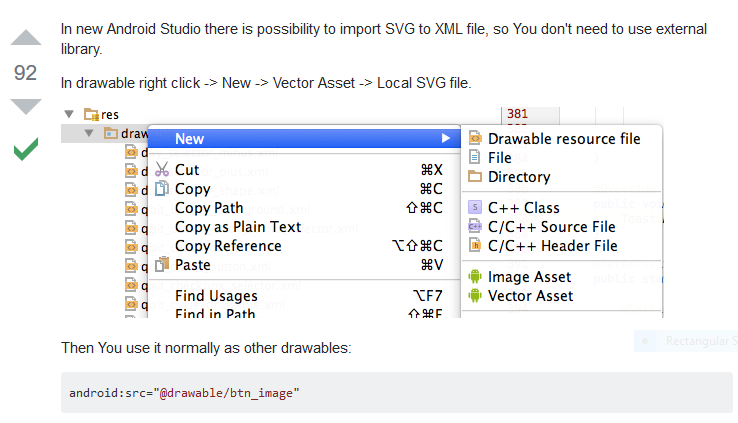 In new Android Studio there is possibility to import SVG to XML file, so You don't need to use external
library.
92
In drawable right click -> New -> Vector Asset -> Local SVG file.
res
381
draw
New
Drawable resource file
File
Directory
Cut ⌘X
Copy ⌘C
Copy Path ⇧⌘C
Copy as Plain Text
Copy Reference ⌥⇧⌘C
Paste ⌘V
C++ Class
C/C++ Source File
C/C++ Header File
Image Asset
Vector Asset
Find Usages ⌥F7
Find in Path ⇧⌘F
Then You use it normally as other drawables:
Rectangular S
android:src="@drawable/btn_image"